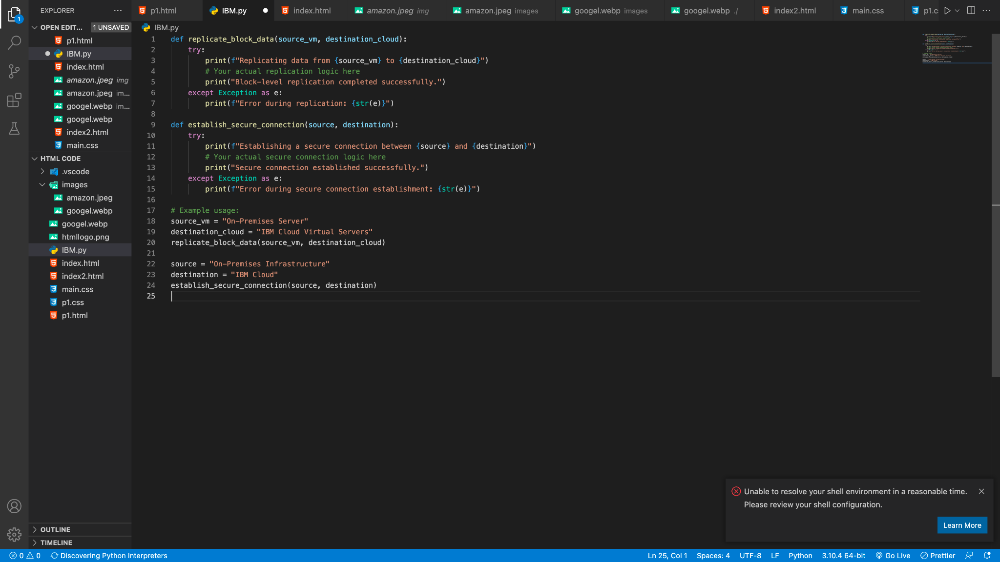 EXPLORER
OPEN EDIT...
1 UNSAVED
p1.html
IBM.py
index.html
amazon.jpeg img
amazon.jpeg im...
googel.webp im...
googel.webp
index2.html
main.css
HTML CODE
.vscode
images
amazon.jpeg
googel.webp
googel.webp
htmllogo.png
IBM.py
index.html
index2.html
main.css
p1.css
p1.html
OUTLINE
TIMELINE
p1.html
IBM.py
index.html
amazon.jpeg img
amazon.jpeg images
googel.webp images
googel.webp ./
index2.html
main.css
p1.c
IBM.py
1 def replicate_block_data(source_vm, destination_cloud):
2 try:
3 print(f"Replicating data from {source_vm} to {destination_cloud}")
4 # Your actual replication logic here
5 print("Block-level replication completed successfully.")
6 except Exception as e:
7 print(f"Error during replication: {str(e)}")
8
9 def establish_secure_connection(source, destination):
10 try:
11 print(f"Establishing a secure connection between {source} and {destination}")
12 # Your actual secure connection logic here
13 print("Secure connection established successfully.")
14 except Exception as e:
15 print(f"Error during secure connection establishment: {str(e)}")
16
17 # Example usage:
18 source_vm = "On-Premises Server"
19 destination_cloud = "IBM Cloud Virtual Servers"
20 replicate_block_data(source_vm, destination_cloud)
21
22 source = "On-Premises Infrastructure"
23 destination = "IBM Cloud"
24 establish_secure_connection(source, destination)
25
Unable to resolve your shell environment in a reasonable time.
Please review your shell configuration.
Learn More
1
0 0 Discovering Python Interpreters
Ln 25, Col 1 Spaces: 4 UTF-8 LF Python 3.10.4 64-bit Go Live Prettier